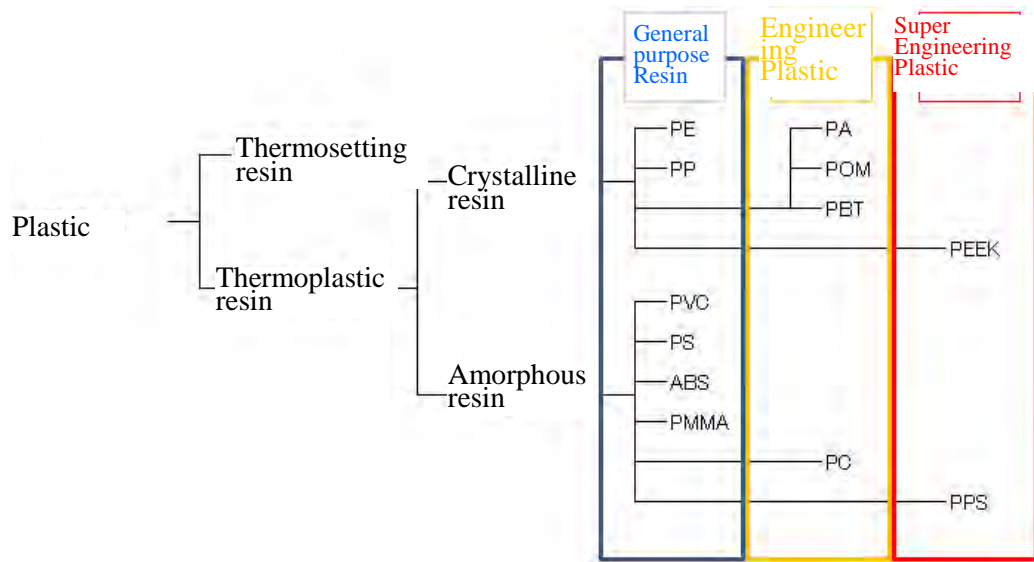 General
purpose
Resin
Engineer
ing
Plastic
Super
Engineering
Plastic
Plastic
Thermosetting
resin
Thermoplastic
resin
Crystalline
resin
Amorphous
resin
PE
PP
PA
POM
PBT
PEEK
PVC
PS
ABS
PMMA
PC
PPS